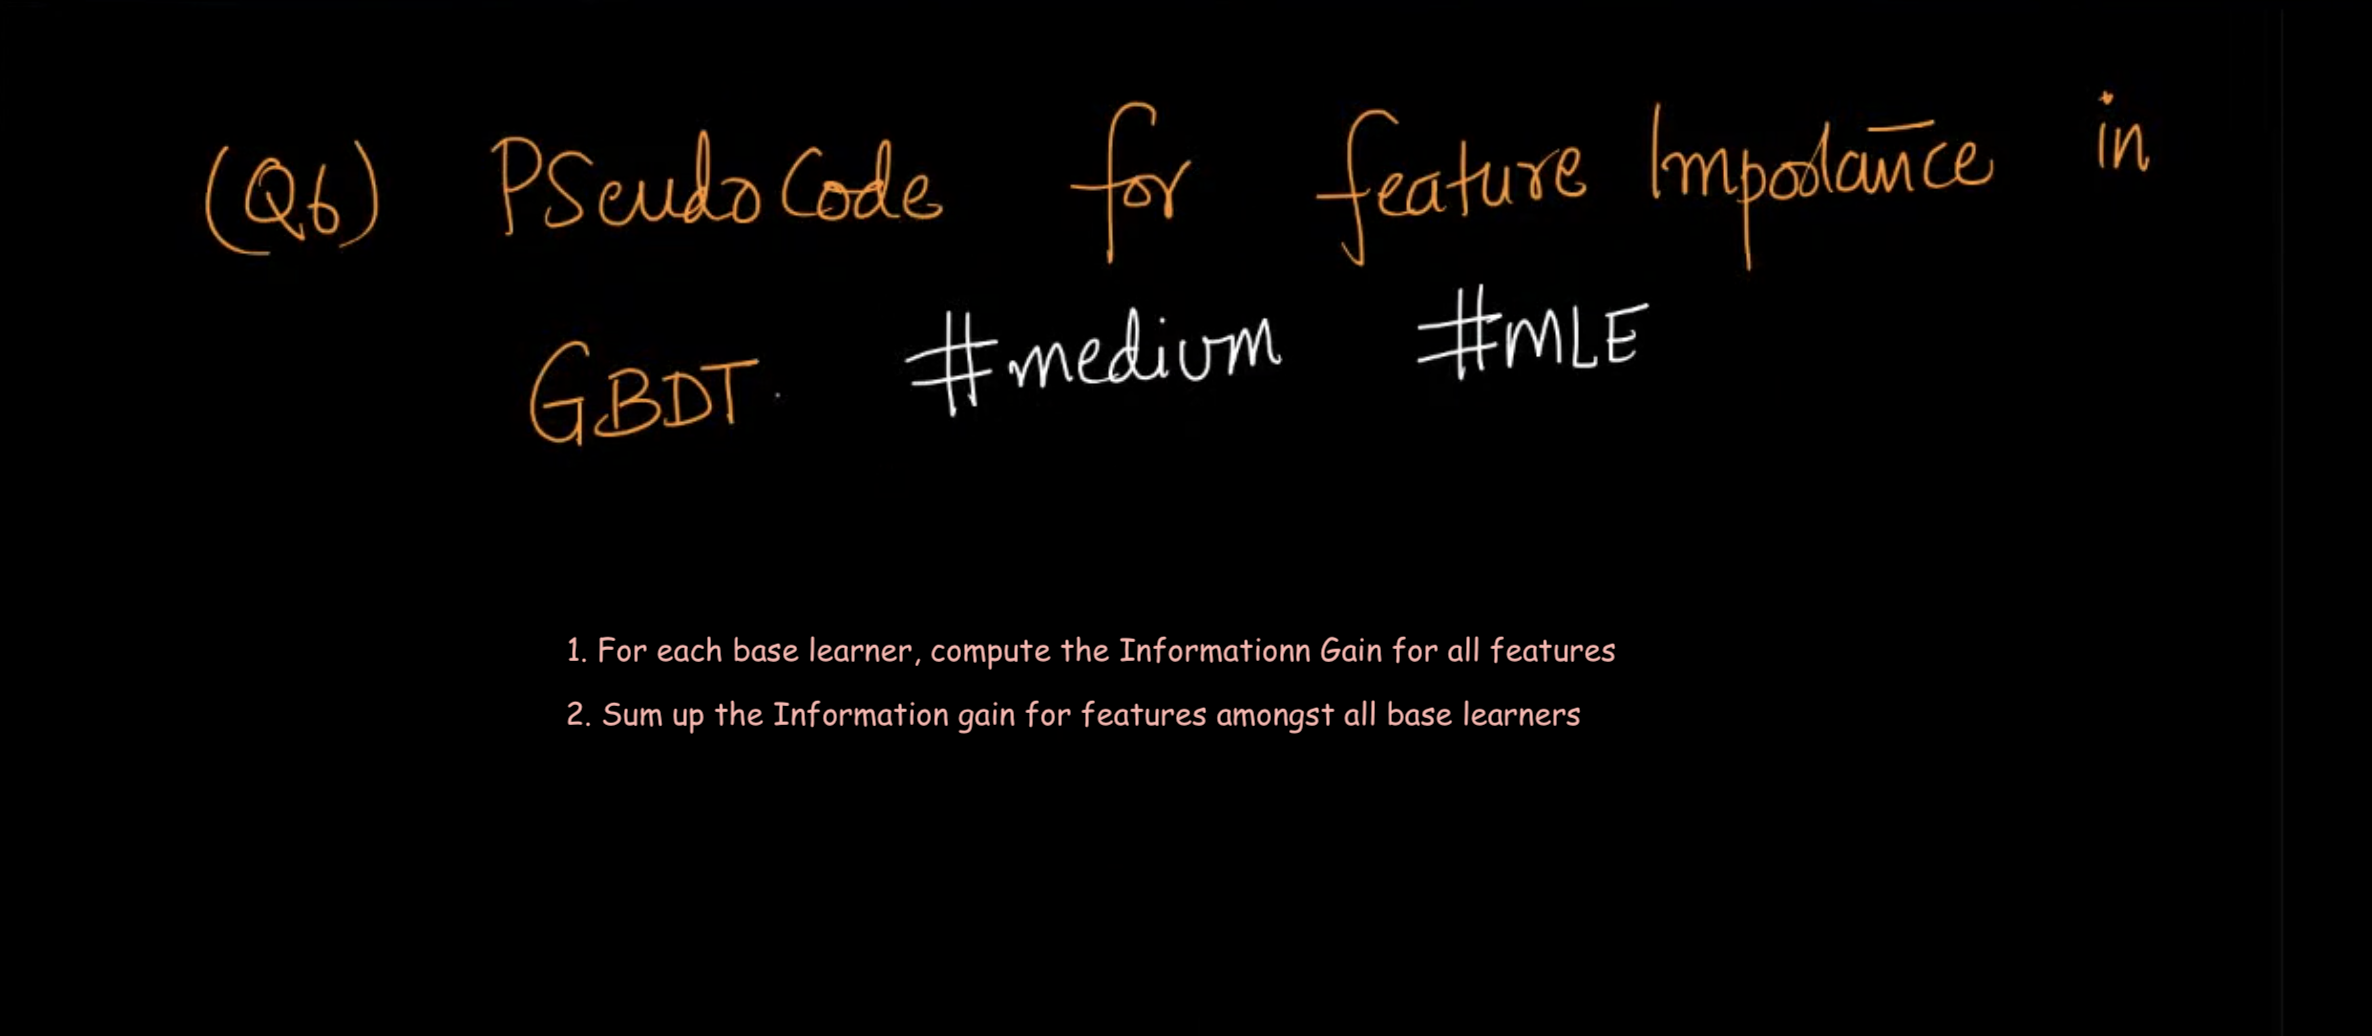 (Q6) PSeudo Code for feature Impoatance in
GBDT. #medium #MLE
1. For each base learner, compute the Informationn Gain for all features
2. Sum up the Information gain for features amongst all base learners